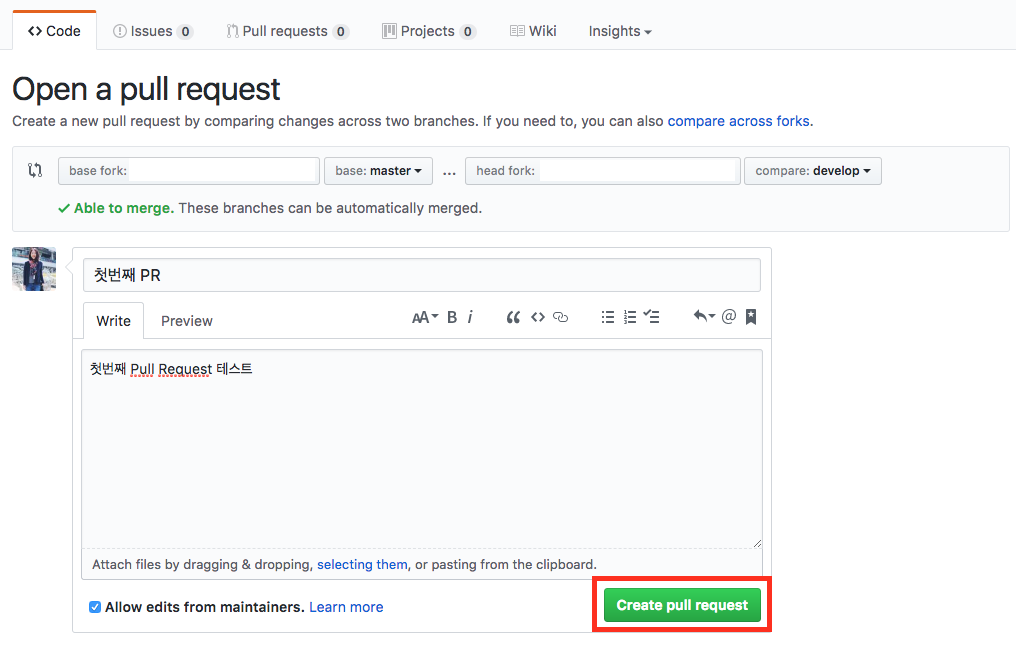 <> Code Issues 0 Pull requests 0 Projects 0 Wiki Insights
Open a pull request
Create a new pull request by comparing changes across two branches. If you need to, you can also compare across forks.
base fork: base: master ... head fork: compare: develop
Able to merge. These branches can be automatically merged.
첫번째 PR
Write Preview AA B i “ <> @
첫번째 Pull Request 테스트
Attach files by dragging & dropping, selecting them, or pasting from the clipboard.
Allow edits from maintainers. Learn more Create pull request